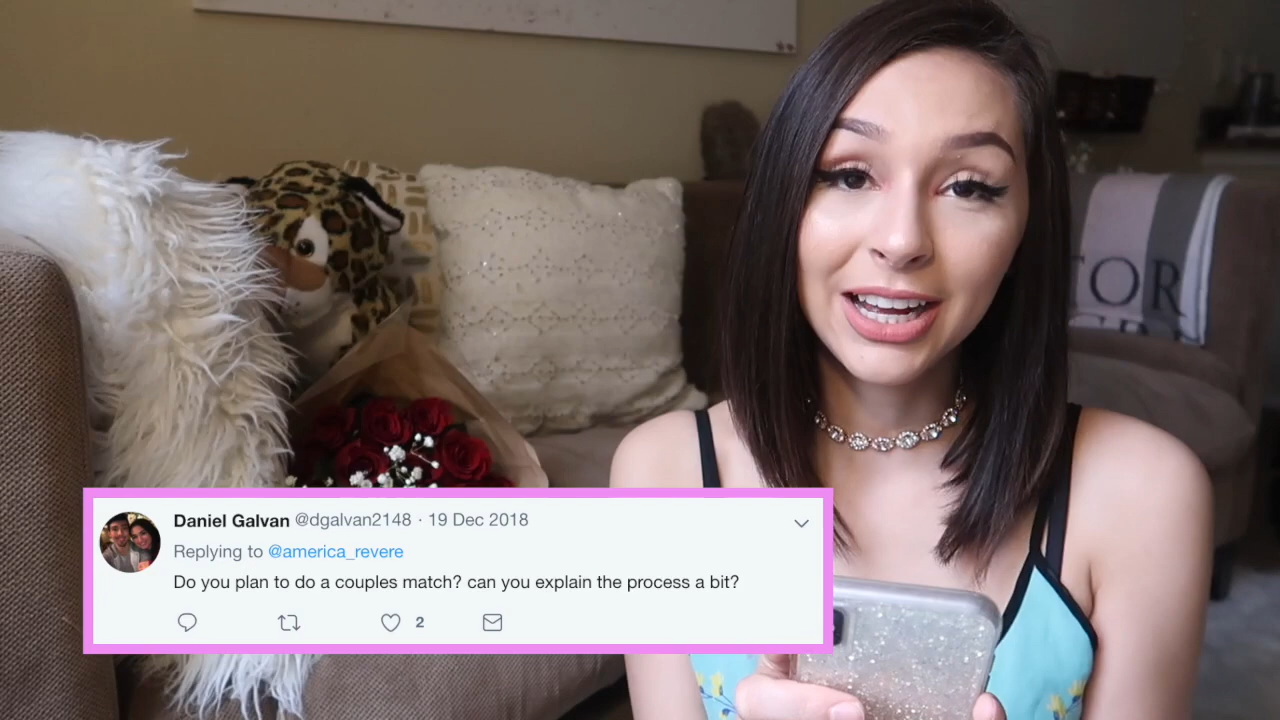 TOR
Daniel Galvan @dgalvan2148 · 19 Dec 2018
Replying to @america_revere
Do you plan to do a couples match? can you explain the process a bit?
2